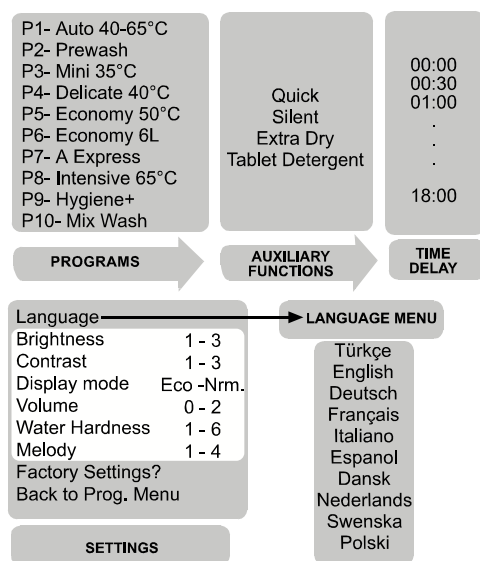 P1- Auto 40-65°C
P2- Prewash
P3- Mini 35°C
P4- Delicate 40°C
P5- Economy 50°C
P6- Economy 6L
P7- A Express
P8- Intensive 65°C
P9- Hygiene+
P10- Mix Wash
PROGRAMS
Quick
Silent
Extra Dry
Tablet Detergent
AUXILIARY
FUNCTIONS
00:00
00:30
01:00
.
.
.
18:00
TIME
DELAY
Language
Brightness 1 - 3
Contrast 1 - 3
Display mode Eco -Nrm.
Volume 0 - 2
Water Hardness 1 - 6
Melody 1 - 4
Factory Settings?
Back to Prog. Menu
SETTINGS
LANGUAGE MENU
Türkçe
English
Deutsch
Français
Italiano
Espanol
Dansk
Nederlands
Swenska
Polski